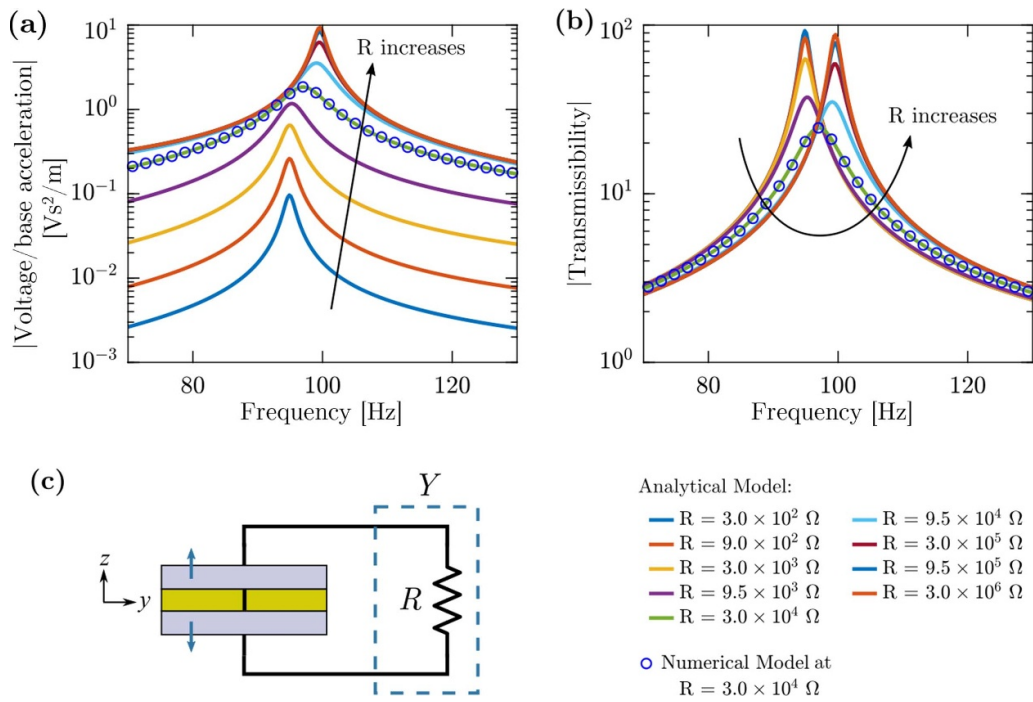 (a)
|Voltage/base acceleration|
[Vs²/m]
10¹
10⁰
10⁻¹
10⁻²
10⁻³
R increases
80
100
120
Frequency [Hz]
(b)
|Transmissibility|
10²
10¹
10⁰
R increases
80
100
120
Frequency [Hz]
(c)
z
y
Y
R
Analytical Model:
R = 3.0 × 10² Ω
R = 9.0 × 10² Ω
R = 3.0 × 10³ Ω
R = 9.5 × 10³ Ω
R = 3.0 × 10⁴ Ω
R = 9.5 × 10⁴ Ω
R = 3.0 × 10⁵ Ω
R = 9.5 × 10⁵ Ω
R = 3.0 × 10⁶ Ω
Numerical Model at
R = 3.0 × 10⁴ Ω